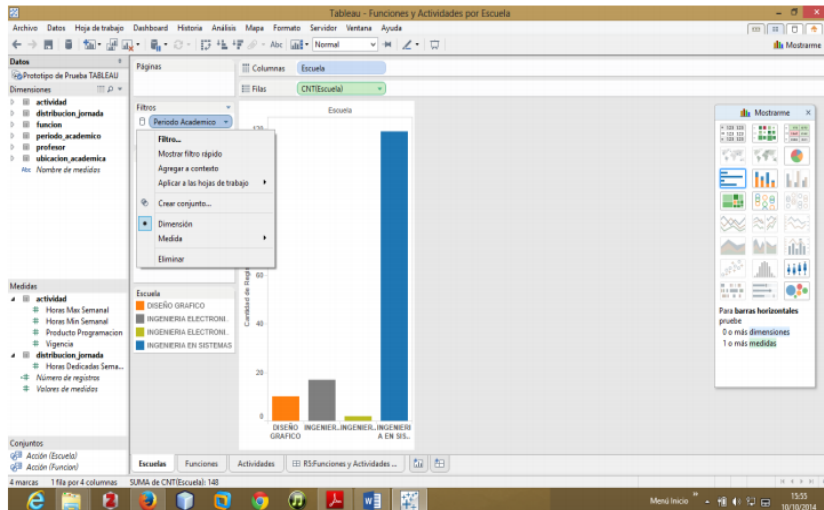 Tableau - Funciones y Actividades por Escuela
Archivo Datos Hoja de trabajo Dashboard Historia Análisis Mapa Formato Servidor Ventana Ayuda
Abc Normal
Mostrarme
Datos
Prototipo de Prueba TABLEAU
Dimensiones
actividad
distribucion_jornada
funcion
periodo_academico
profesor
ubicacion_academica
Abc Nombre de medidas
Medidas
actividad
Horas Max Semanal
Horas Min Semanal
Producto Programacion
Vigencia
distribucion_jornada
Horas Dedicadas Sema...
Número de registros
Valores de medidas
Conjuntos
Acción (Escuela)
Acción (Funcion)
Páginas
Filtros
Periodo Academico
Filtro...
Mostrar filtro rápido
Agregar a contexto
Aplicar a las hojas de trabajo
Crear conjunto...
Dimensión
Medida
Eliminar
Escuela
DISEÑO GRAFICO
INGENIERIA ELECTRONI.
INGENIERIA ELECTRONI.
INGENIERIA EN SISTEMAS
Columnas Escuela
Filas CNT(Escuela)
Escuela
120
60
40
20
0
Cantidad de Regi
DISEÑO GRAFICO
INGENIER..
INGENIER..
INGENIERI A EN SIS..
Mostrarme
Para barras horizontales
pruebe
0 o más dimensiones
1 o más medidas
Escuelas Funciones Actividades R3:Funciones y Actividades ...
4 marcas 1 fila por 4 columnas SUMA de CNT(Escuela): 148
Menú Inicio
15:55
10/10/2014